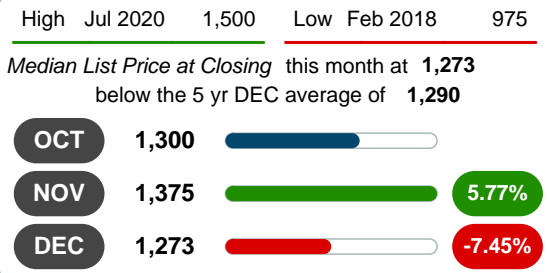 High Jul 2020 1,500 Low Feb 2018 975
Median List Price at Closing this month at 1,273
below the 5 yr DEC average of 1,290
OCT 1,300
NOV 1,375 5.77%
DEC 1,273 -7.45%